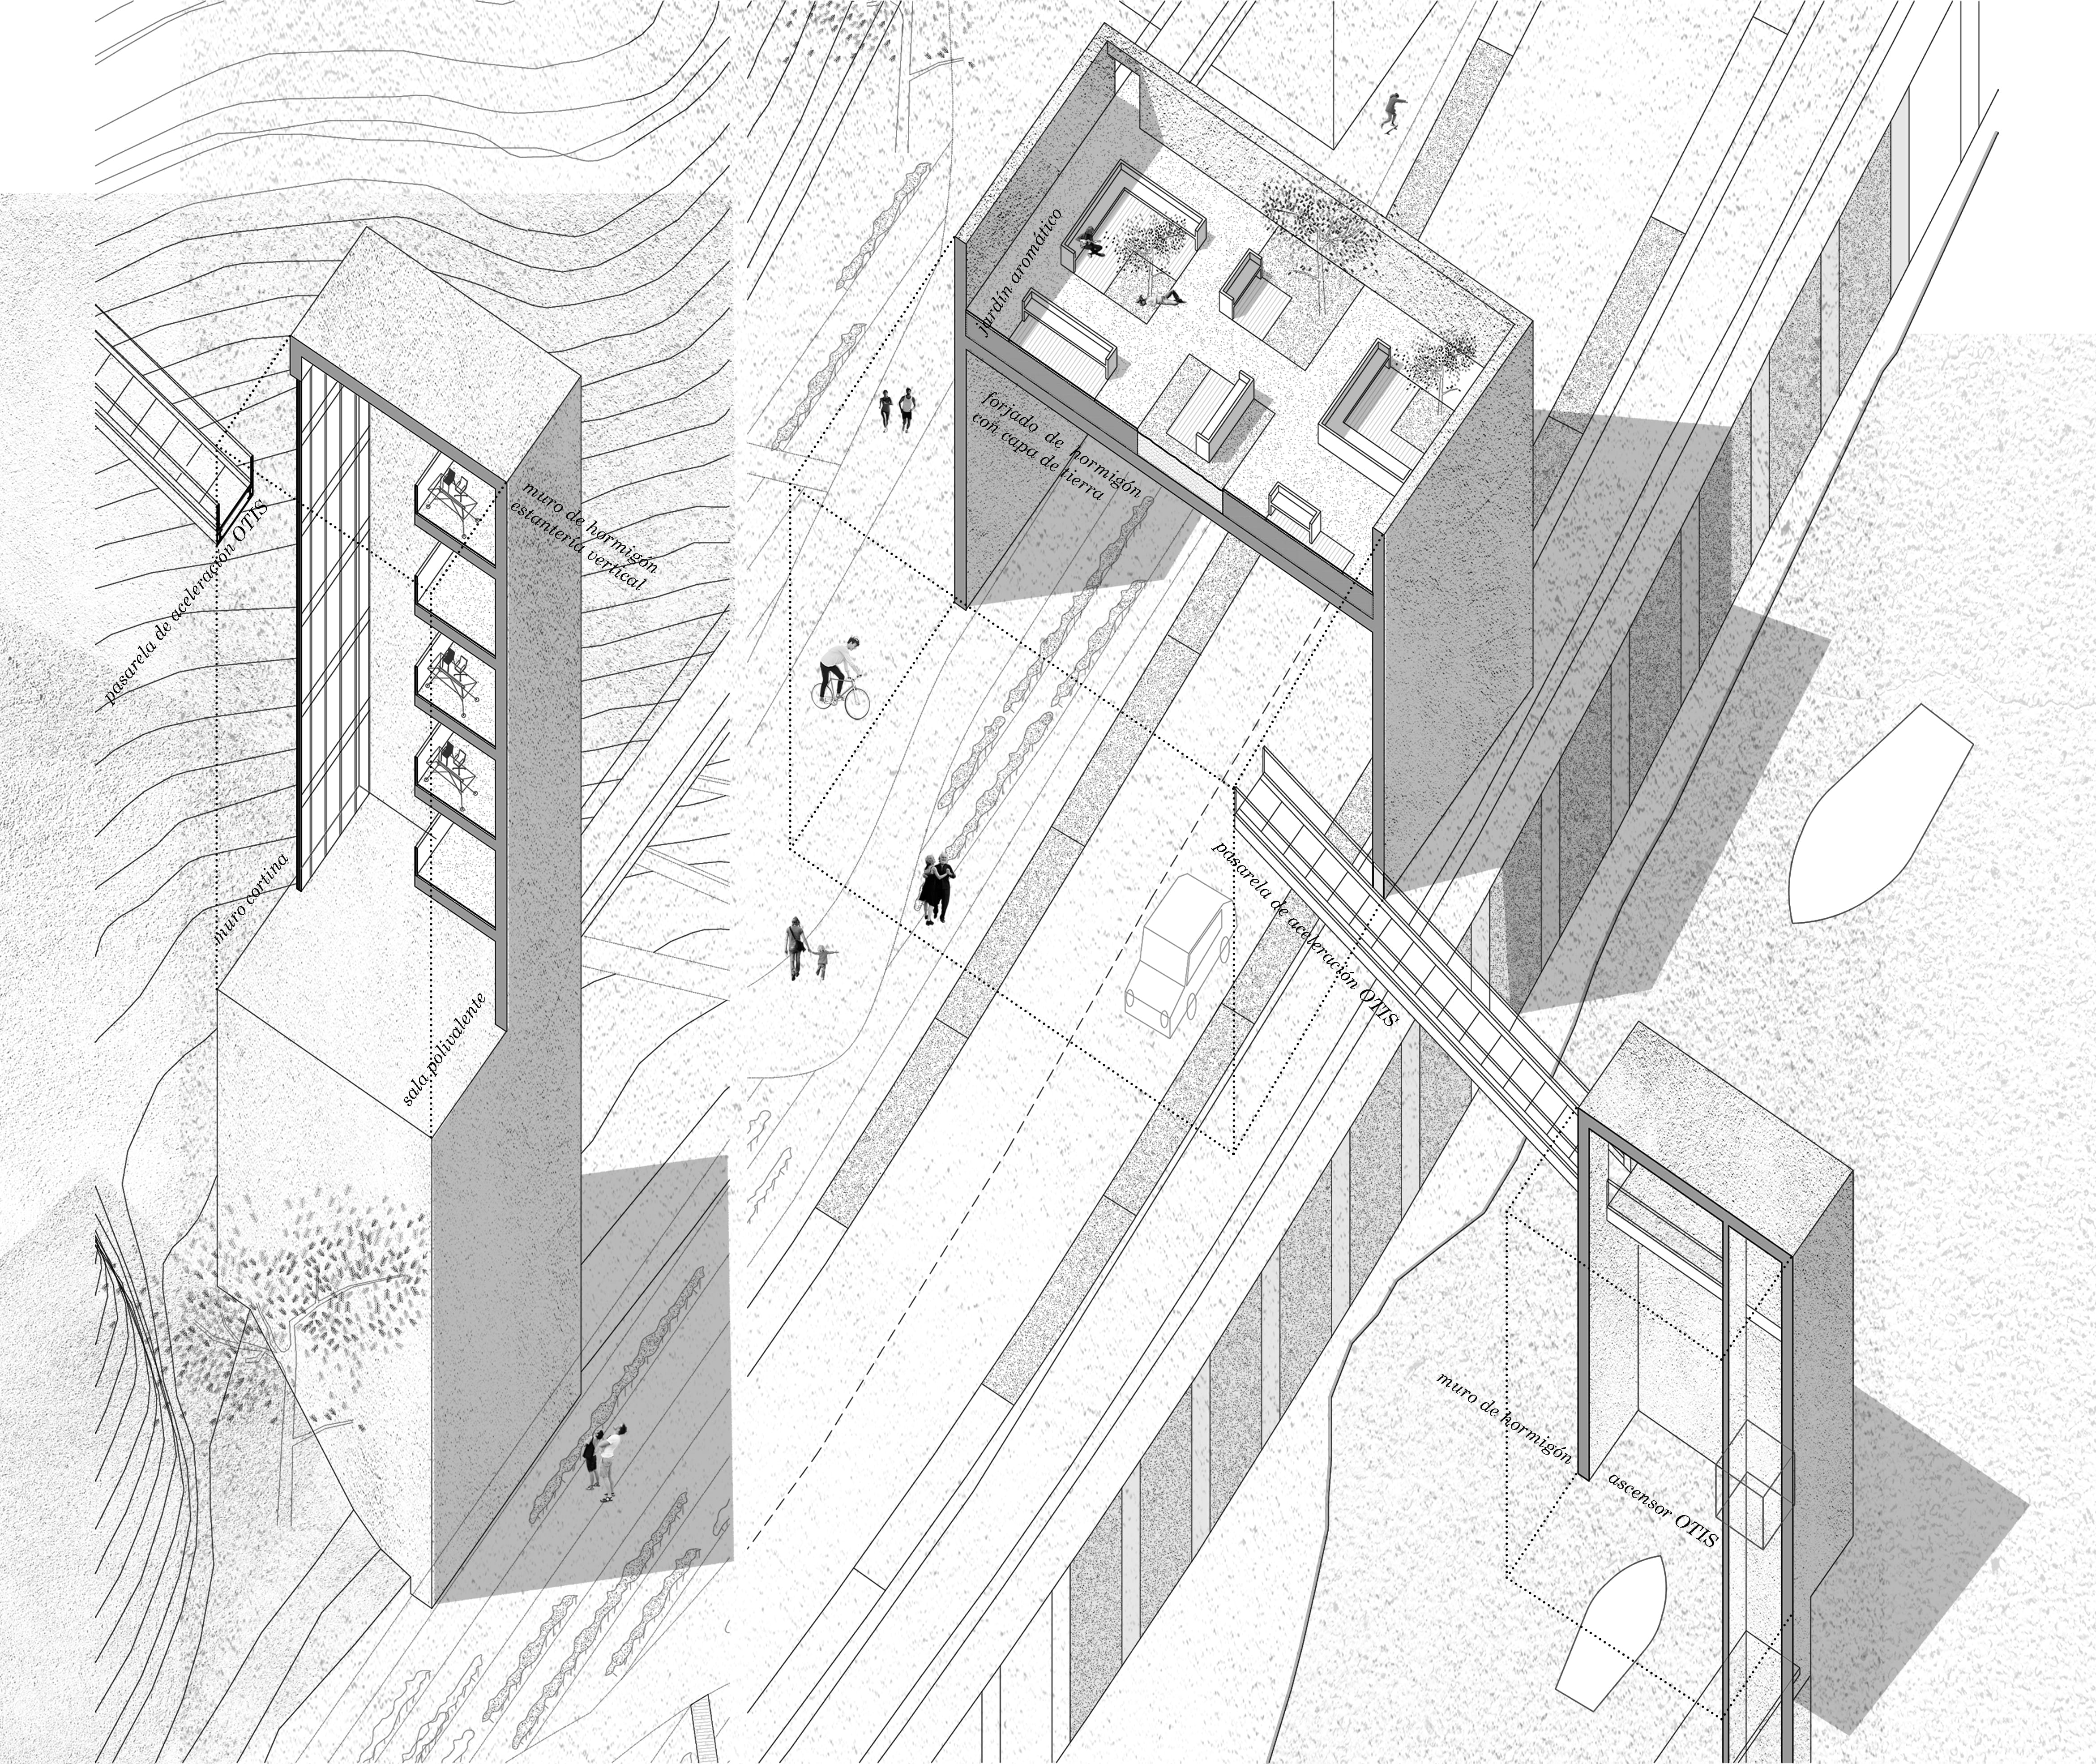 pasarela de aceleración OTIS
muro de hormigón
estantería vertical
muro cortina
sala polivalente
jardín aromático
forjado de hormigón
con capa de tierra
pasarela de aceleración OTIS
muro de hormigón
ascensor OTIS